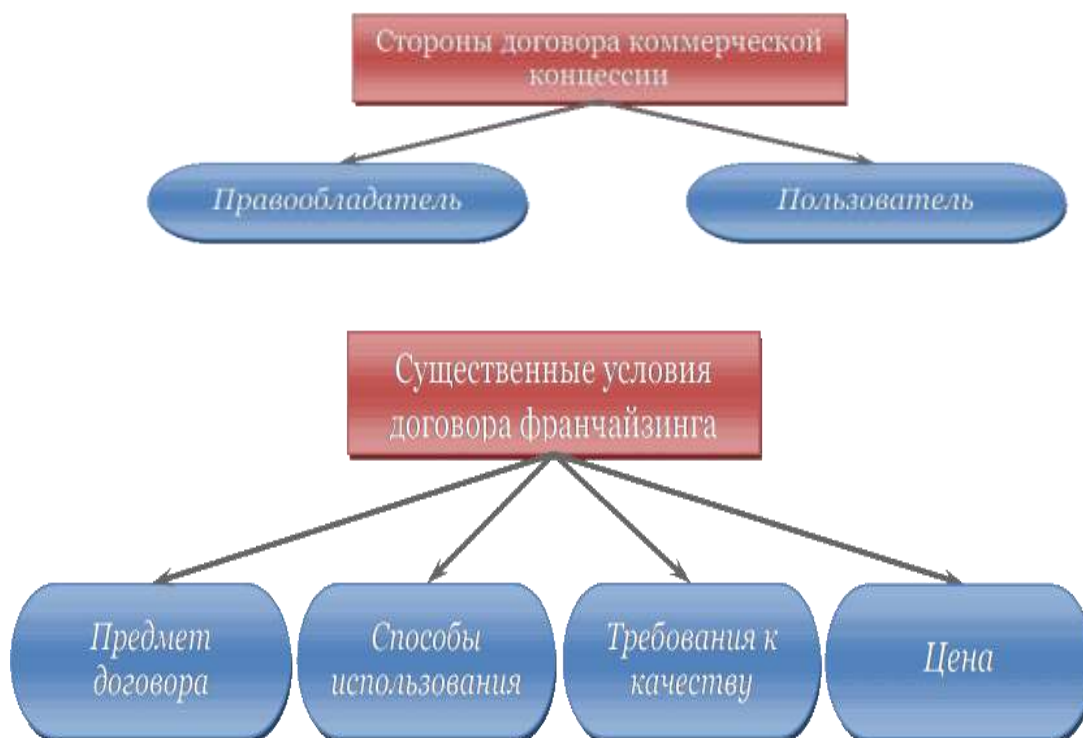 Стороны договора коммерческой
концессии
Правообладатель
Пользователь
Существенные условия
договора франчайзинга
Предмет
договора
Способы
использования
Требования к
качеству
Цена